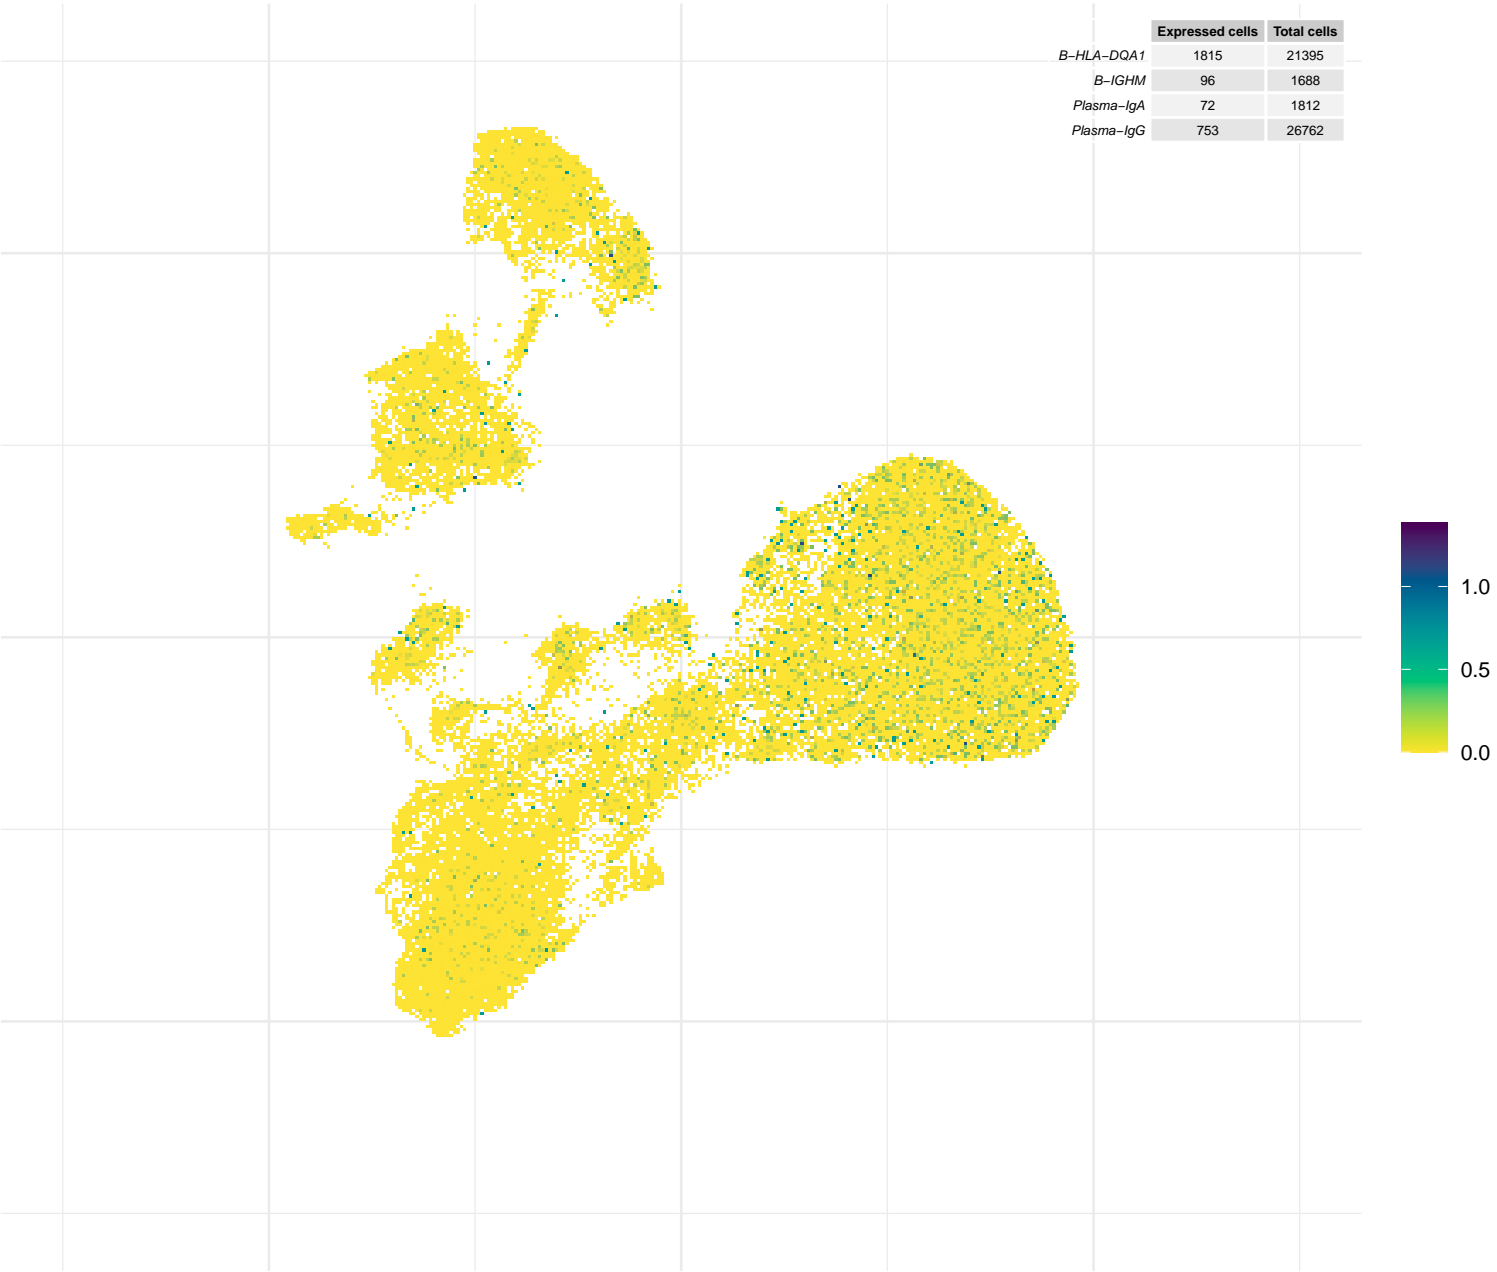 Expressed cells Total cells
B−HLA−DQA1 1815 21395
B−IGHM 96 1688
Plasma−IgA 72 1812
Plasma−IgG 753 26762
1.0
0.5
0.0